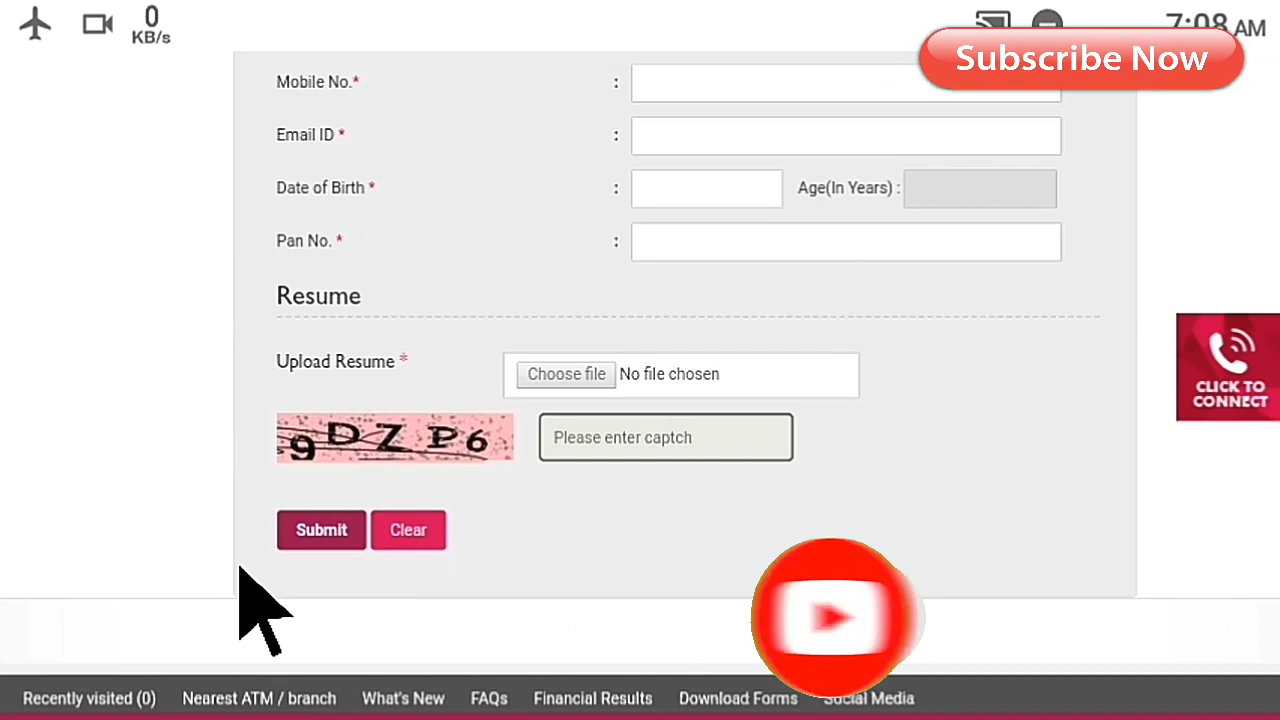 0
KB/s
7:08 AM
Subscribe Now
Mobile No.* :
Email ID * :
Date of Birth * : Age(In Years) :
Pan No. * :
Resume
Upload Resume * Choose file No file chosen
9DZP6 Please enter captch
Submit Clear
CLICK TO
CONNECT
Recently visited (0) Nearest ATM / branch What's New FAQs Financial Results Download Forms Social Media